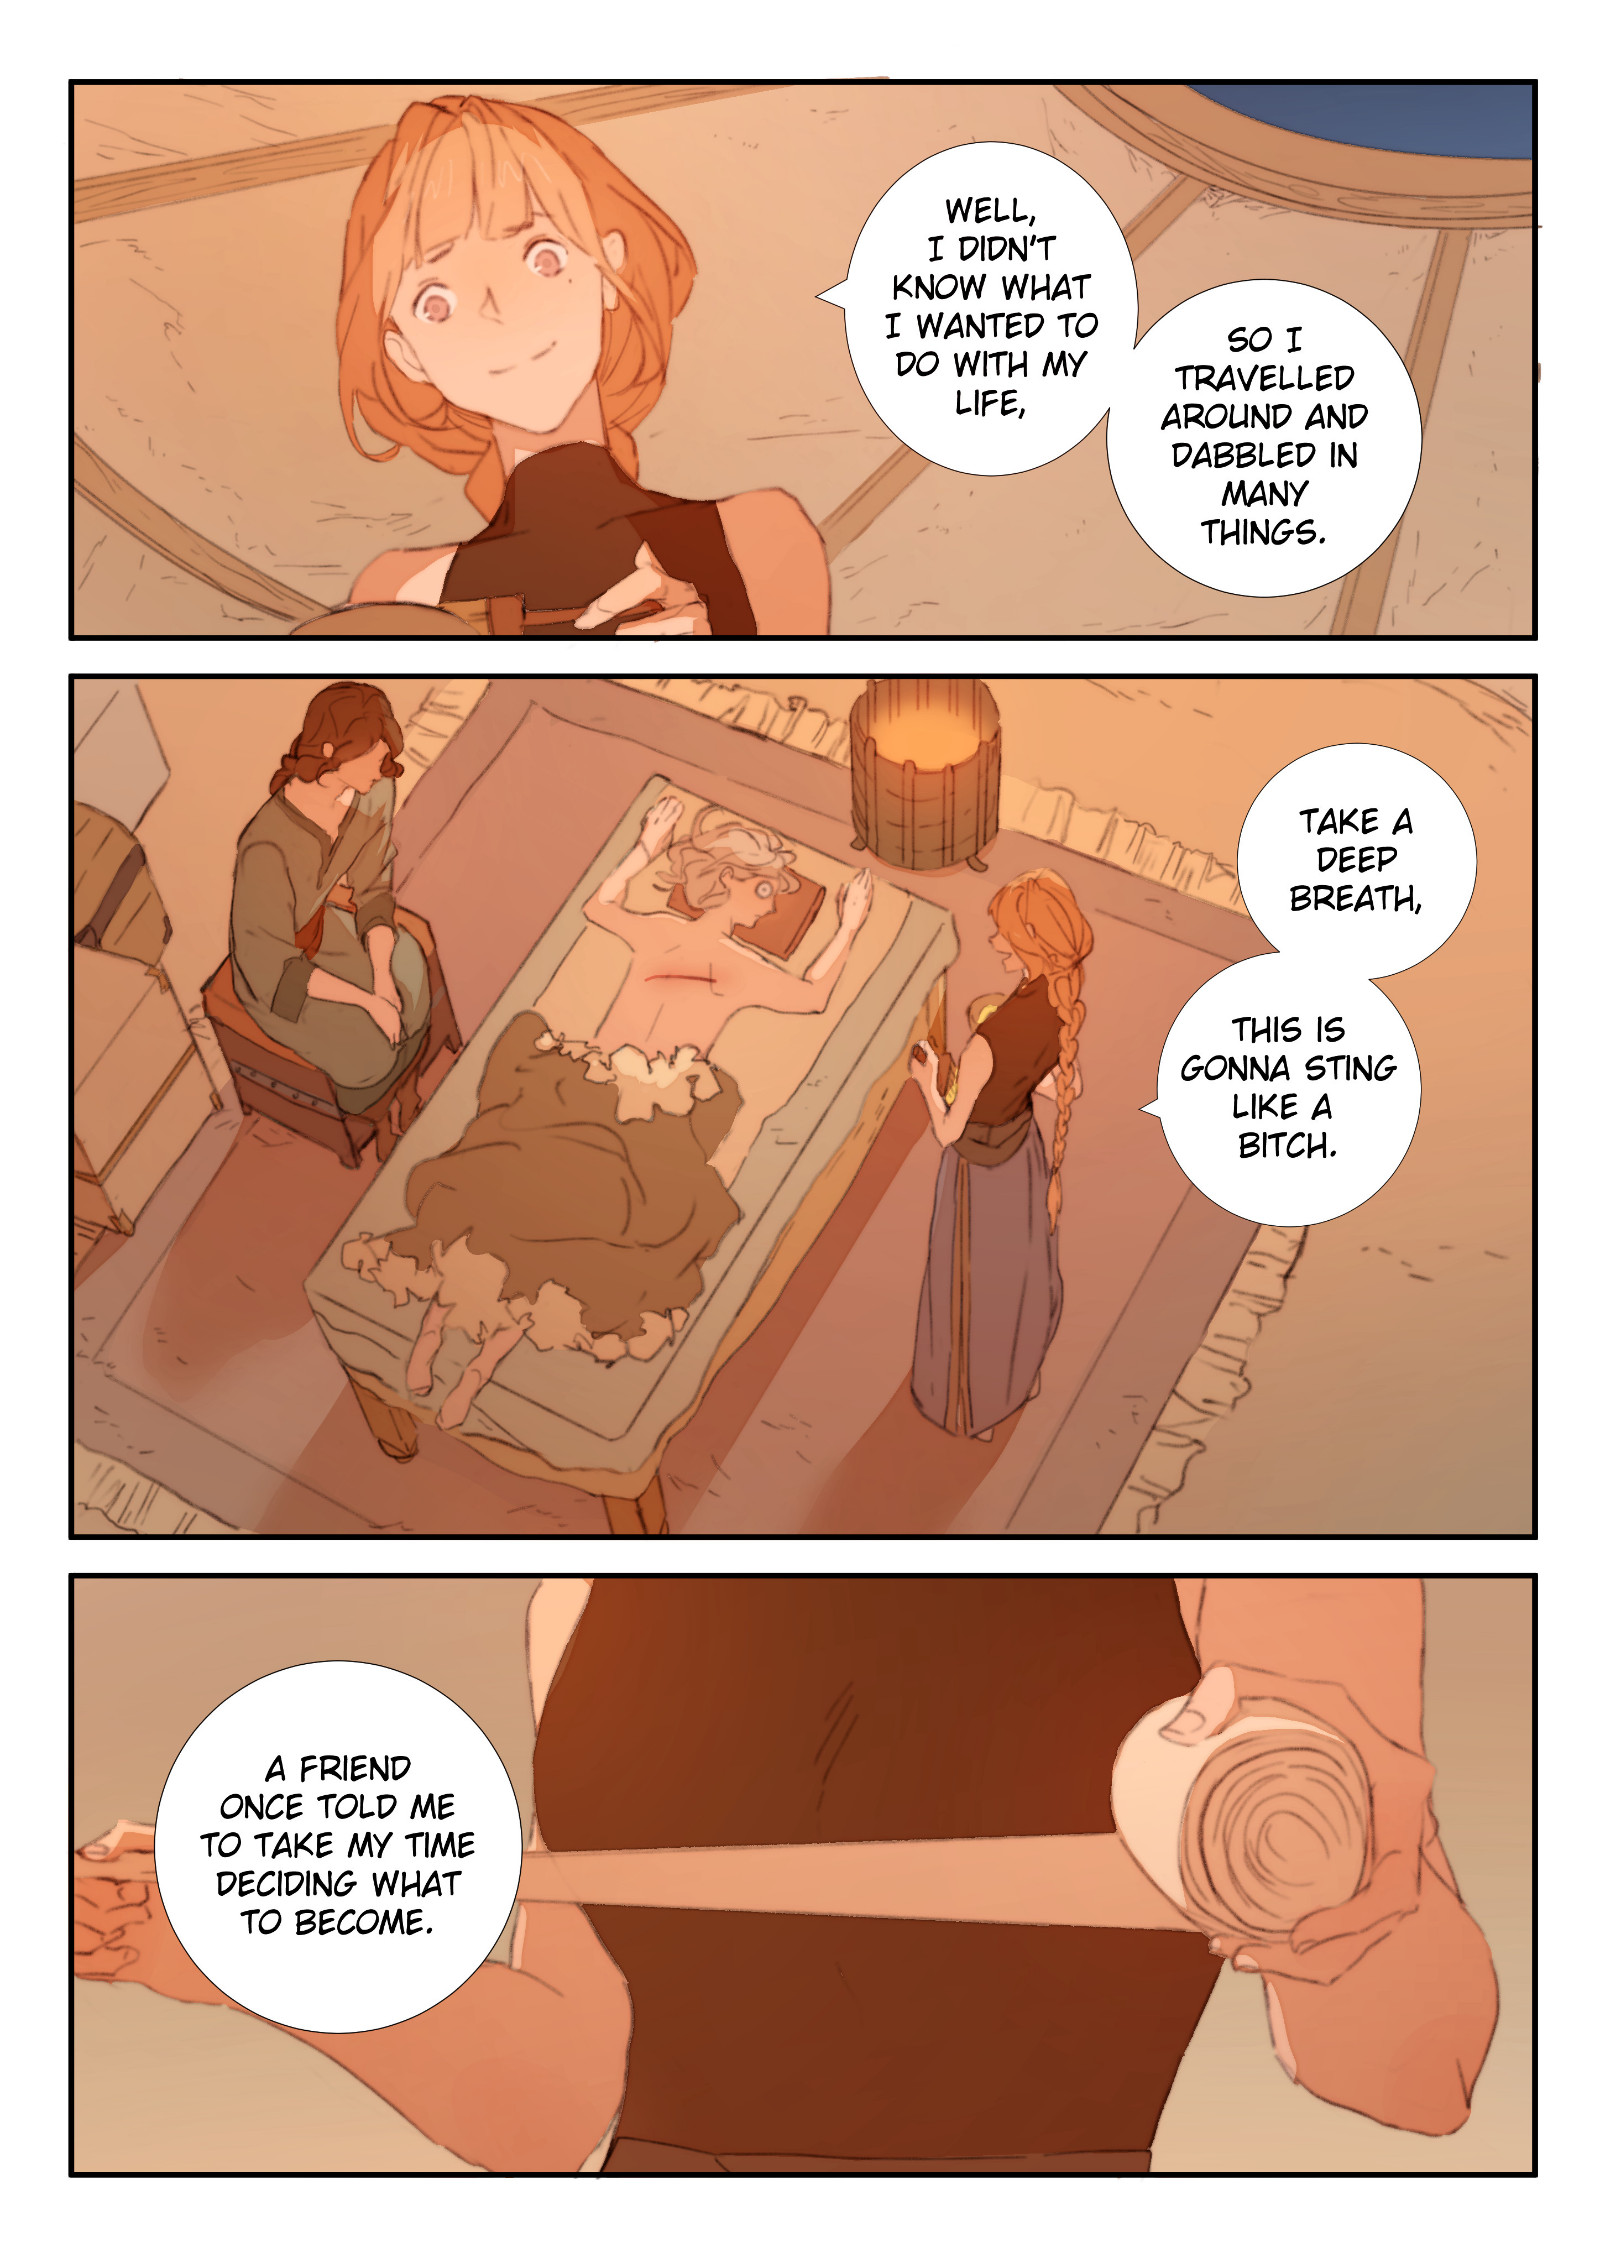 WELL,
I DIDN'T
KNOW WHAT
I WANTED TO
DO WITH MY
LIFE,
SO I
TRAVELLED
AROUND AND
DABBLED IN
MANY
THINGS.
TAKE A
DEEP
BREATH,
THIS IS
GONNA STING
LIKE A
BITCH.
A FRIEND
ONCE TOLD ME
TO TAKE MY TIME
DECIDING WHAT
TO BECOME.